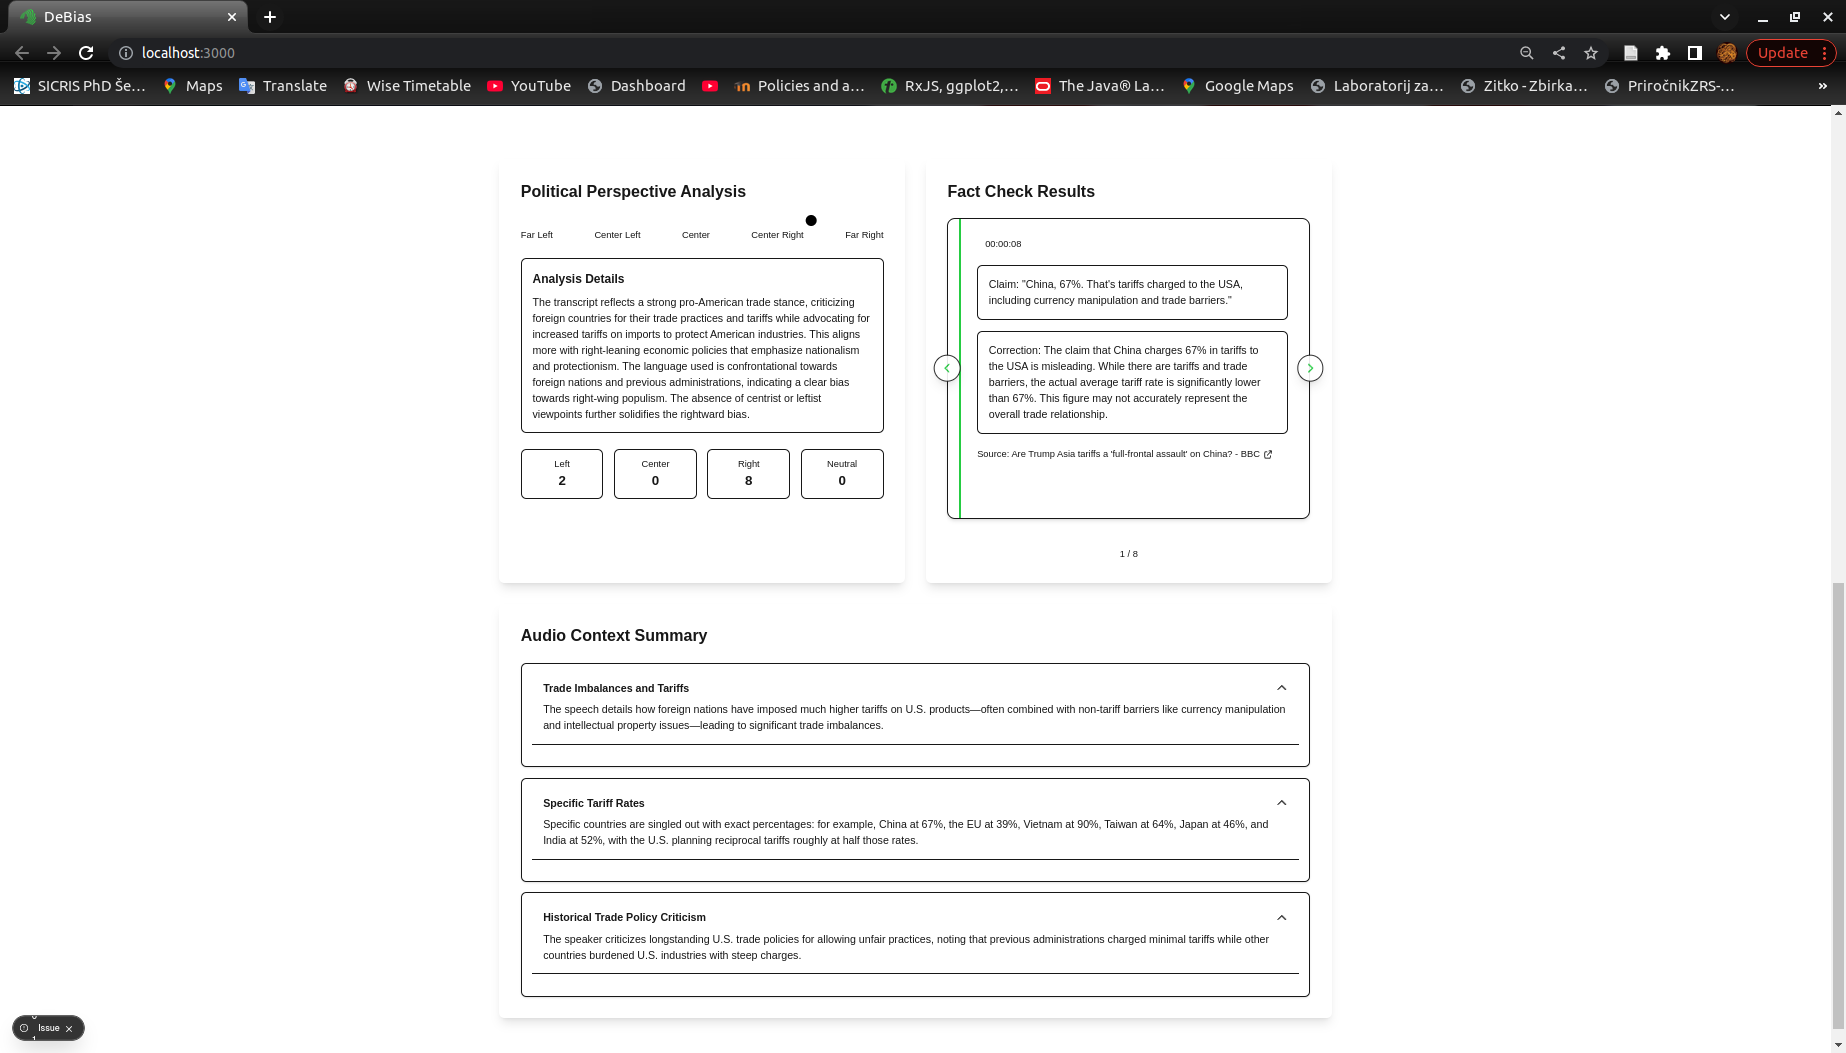 DeBias
localhost:3000
Update
SICRIS PhD Še...
Maps
Translate
Wise Timetable
YouTube
Dashboard
Policies and a...
RxJS, ggplot2,...
The Java® La...
Google Maps
Laboratorij za...
Zitko - Zbirka...
PriročnikZRS-...
Political Perspective Analysis
Far Left
Center Left
Center
Center Right
Far Right
Analysis Details
The transcript reflects a strong pro-American trade stance, criticizing
foreign countries for their trade practices and tariffs while advocating for
increased tariffs on imports to protect American industries. This aligns
more with right-leaning economic policies that emphasize nationalism
and protectionism. The language used is confrontational towards
foreign nations and previous administrations, indicating a clear bias
towards right-wing populism. The absence of centrist or leftist
viewpoints further solidifies the rightward bias.
Left
2
Center
0
Right
8
Neutral
0
Fact Check Results
00:00:08
Claim: "China, 67%. That's tariffs charged to the USA,
including currency manipulation and trade barriers."
Correction: The claim that China charges 67% in tariffs to
the USA is misleading. While there are tariffs and trade
barriers, the actual average tariff rate is significantly lower
than 67%. This figure may not accurately represent the
overall trade relationship.
Source: Are Trump Asia tariffs a 'full-frontal assault' on China? - BBC
1 / 8
Audio Context Summary
Trade Imbalances and Tariffs
The speech details how foreign nations have imposed much higher tariffs on U.S. products—often combined with non-tariff barriers like currency manipulation
and intellectual property issues—leading to significant trade imbalances.
Specific Tariff Rates
Specific countries are singled out with exact percentages: for example, China at 67%, the EU at 39%, Vietnam at 90%, Taiwan at 64%, Japan at 46%, and
India at 52%, with the U.S. planning reciprocal tariffs roughly at half those rates.
Historical Trade Policy Criticism
The speaker criticizes longstanding U.S. trade policies for allowing unfair practices, noting that previous administrations charged minimal tariffs while other
countries burdened U.S. industries with steep charges.
Issue